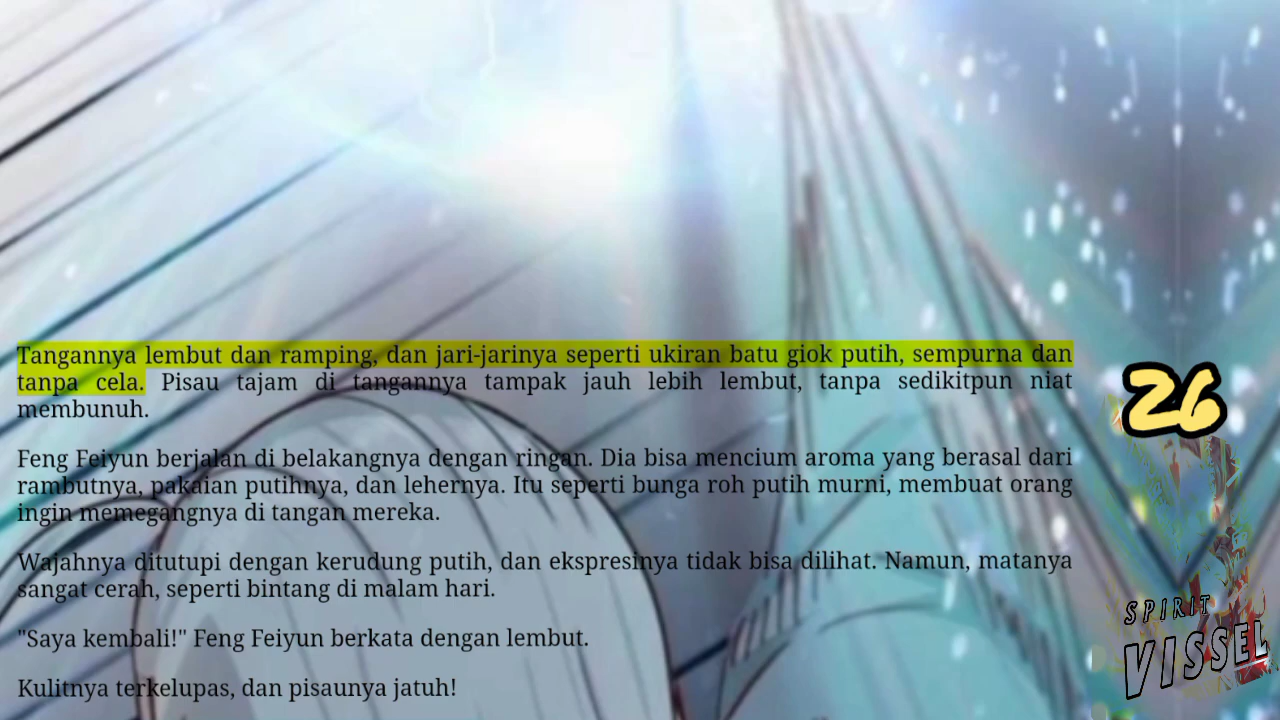 Tangannya lembut dan ramping, dan jari-jarinya seperti ukiran batu giok putih, sempurna dan
tanpa cela. Pisau tajam di tangannya tampak jauh lebih lembut, tanpa sedikitpun niat
membunuh.
Feng Feiyun berjalan di belakangnya dengan ringan. Dia bisa mencium aroma yang berasal dari
rambutnya, pakaian putihnya, dan lehernya. Itu seperti bunga roh putih murni, membuat orang
ingin memegangnya di tangan mereka.
Wajahnya ditutupi dengan kerudung putih, dan ekspresinya tidak bisa dilihat. Namun, matanya
sangat cerah, seperti bintang di malam hari.
"Saya kembali!" Feng Feiyun berkata dengan lembut.
Kulitnya terkelupas, dan pisaunya jatuh!
26
SPIRIT
VISSEL